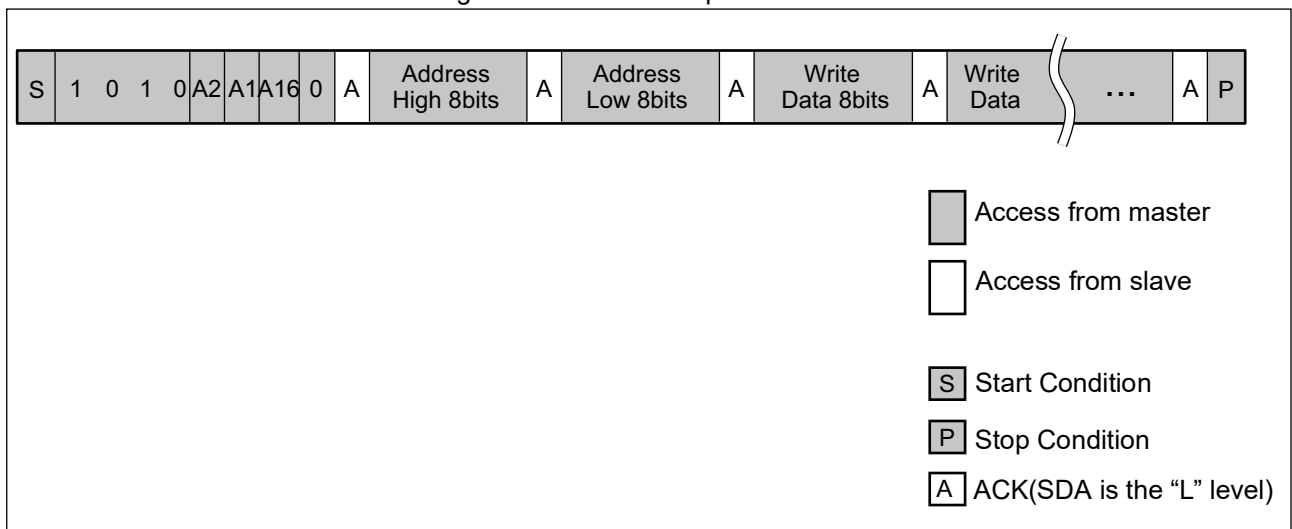 S 1 0 1 0 A2 A1 A16 0 A Address High 8bits A Address Low 8bits A Write Data 8bits A Write Data ... A P
Access from master
Access from slave
S Start Condition
P Stop Condition
A ACK(SDA is the “L” level)